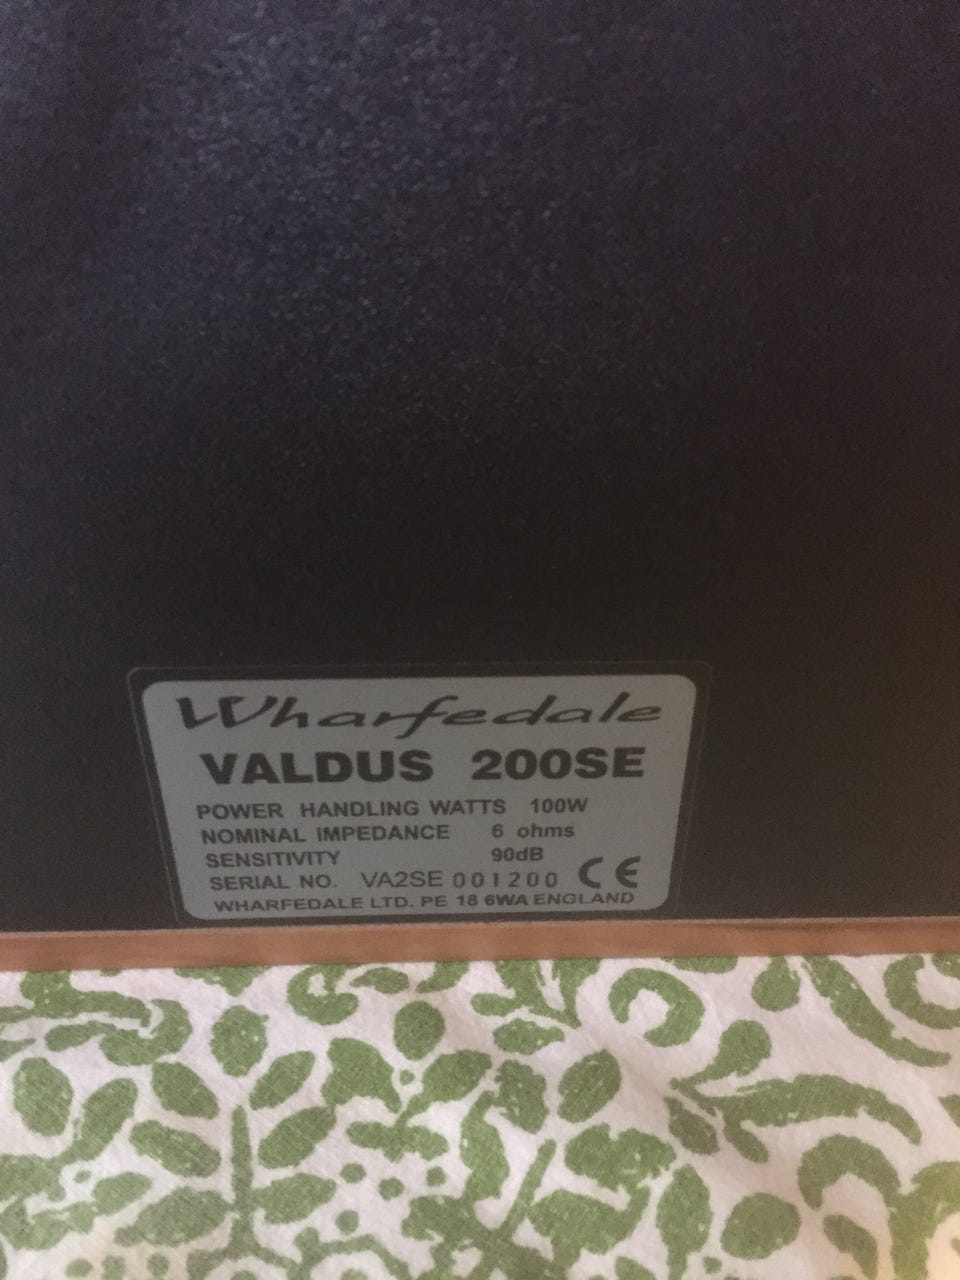 Wharfedale
VALDUS 200SE
POWER HANDLING WATTS 100W
NOMINAL IMPEDANCE 6 ohms
SENSITIVITY 90dB
SERIAL NO. VA2SE 001200 CE
WHARFEDALE LTD. PE 18 6WA ENGLAND